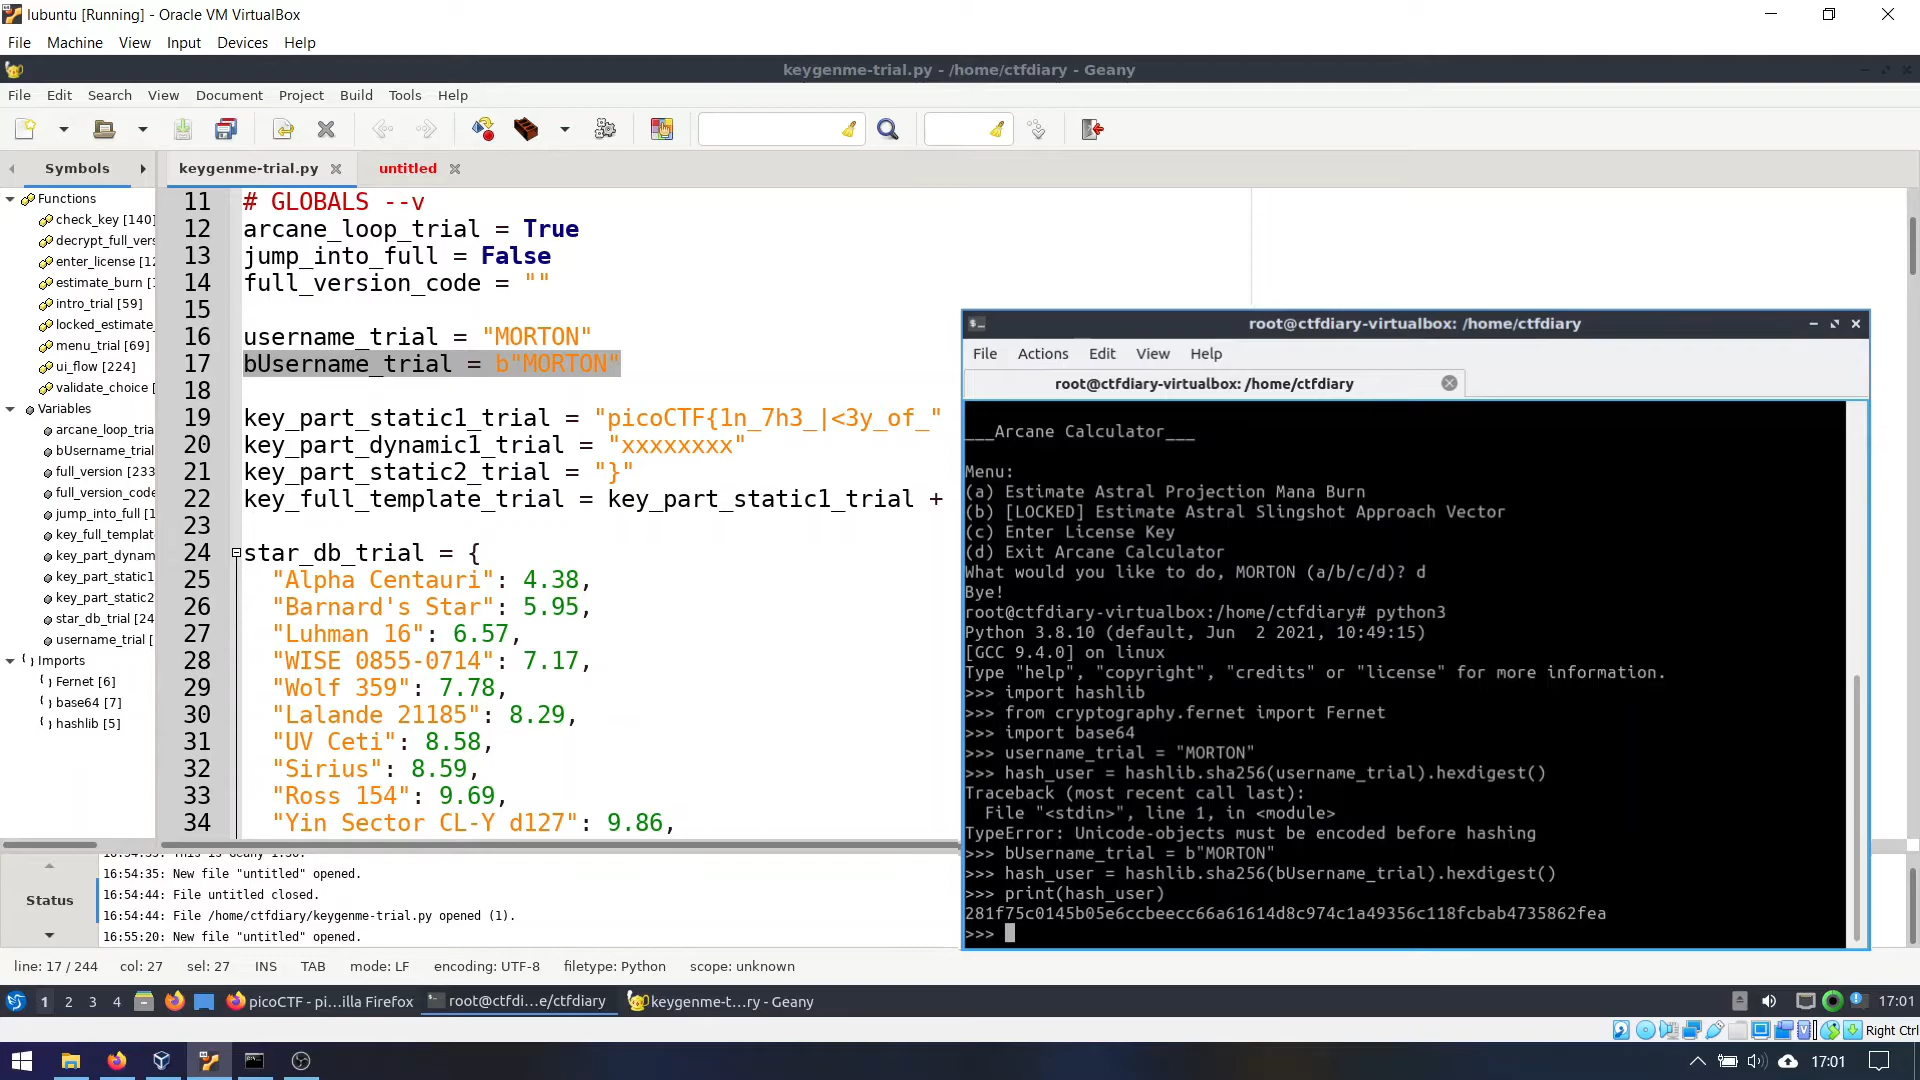 lubuntu [Running] - Oracle VM VirtualBox
File Machine View Input Devices Help
keygenme-trial.py - /home/ctfdiary - Geany
File Edit Search View Document Project Build Tools Help
Symbols
keygenme-trial.py
untitled
Functions
check_key [140]
decrypt_full_vers
enter_license [12
estimate_burn [1
intro_trial [59]
locked_estimate_
menu_trial [69]
ui_flow [224]
validate_choice [
Variables
arcane_loop_tria
bUsername_trial
full_version [233
full_version_code
jump_into_full [1
key_full_templat
key_part_dynam
key_part_static1
key_part_static2
star_db_trial [24
username_trial [
Imports
Fernet [6]
base64 [7]
hashlib [5]
11 # GLOBALS --v
12 arcane_loop_trial = True
13 jump_into_full = False
14 full_version_code = ""
15
16 username_trial = "MORTON"
17 bUsername_trial = b"MORTON"
18
19 key_part_static1_trial = "picoCTF{1n_7h3_|<3y_of_"
20 key_part_dynamic1_trial = "xxxxxxxx"
21 key_part_static2_trial = "}"
22 key_full_template_trial = key_part_static1_trial +
23
24 star_db_trial = {
25 "Alpha Centauri": 4.38,
26 "Barnard's Star": 5.95,
27 "Luhman 16": 6.57,
28 "WISE 0855-0714": 7.17,
29 "Wolf 359": 7.78,
30 "Lalande 21185": 8.29,
31 "UV Ceti": 8.58,
32 "Sirius": 8.59,
33 "Ross 154": 9.69,
34 "Yin Sector CL-Y d127": 9.86,
root@ctfdiary-virtualbox: /home/ctfdiary
File Actions Edit View Help
root@ctfdiary-virtualbox: /home/ctfdiary
___Arcane Calculator___
Menu:
(a) Estimate Astral Projection Mana Burn
(b) [LOCKED] Estimate Astral Slingshot Approach Vector
(c) Enter License Key
(d) Exit Arcane Calculator
What would you like to do, MORTON (a/b/c/d)? d
Bye!
root@ctfdiary-virtualbox:/home/ctfdiary# python3
Python 3.8.10 (default, Jun  2 2021, 10:49:15)
[GCC 9.4.0] on linux
Type "help", "copyright", "credits" or "license" for more information.
>>> import hashlib
>>> from cryptography.fernet import Fernet
>>> import base64
>>> username_trial = "MORTON"
>>> hash_user = hashlib.sha256(username_trial).hexdigest()
Traceback (most recent call last):
File "<stdin>", line 1, in <module>
TypeError: Unicode-objects must be encoded before hashing
>>> bUsername_trial = b"MORTON"
>>> hash_user = hashlib.sha256(bUsername_trial).hexdigest()
>>> print(hash_user)
281f75c0145b05e6ccbeecc66a61614d8c974c1a49356c118fcbab4735862fea
>>>
Status
16:54:35: This is Geany 1.36.
16:54:35: New file "untitled" opened.
16:54:44: File untitled closed.
16:54:44: File /home/ctfdiary/keygenme-trial.py opened (1).
16:55:20: New file "untitled" opened.
line: 17 / 244 col: 27 sel: 27 INS TAB mode: LF encoding: UTF-8 filetype: Python scope: unknown
1 2 3 4 picoCTF - pi…illa Firefox root@ctfdi…e/ctfdiary keygenme-t…ry - Geany 17:01
Right Ctrl
17:01